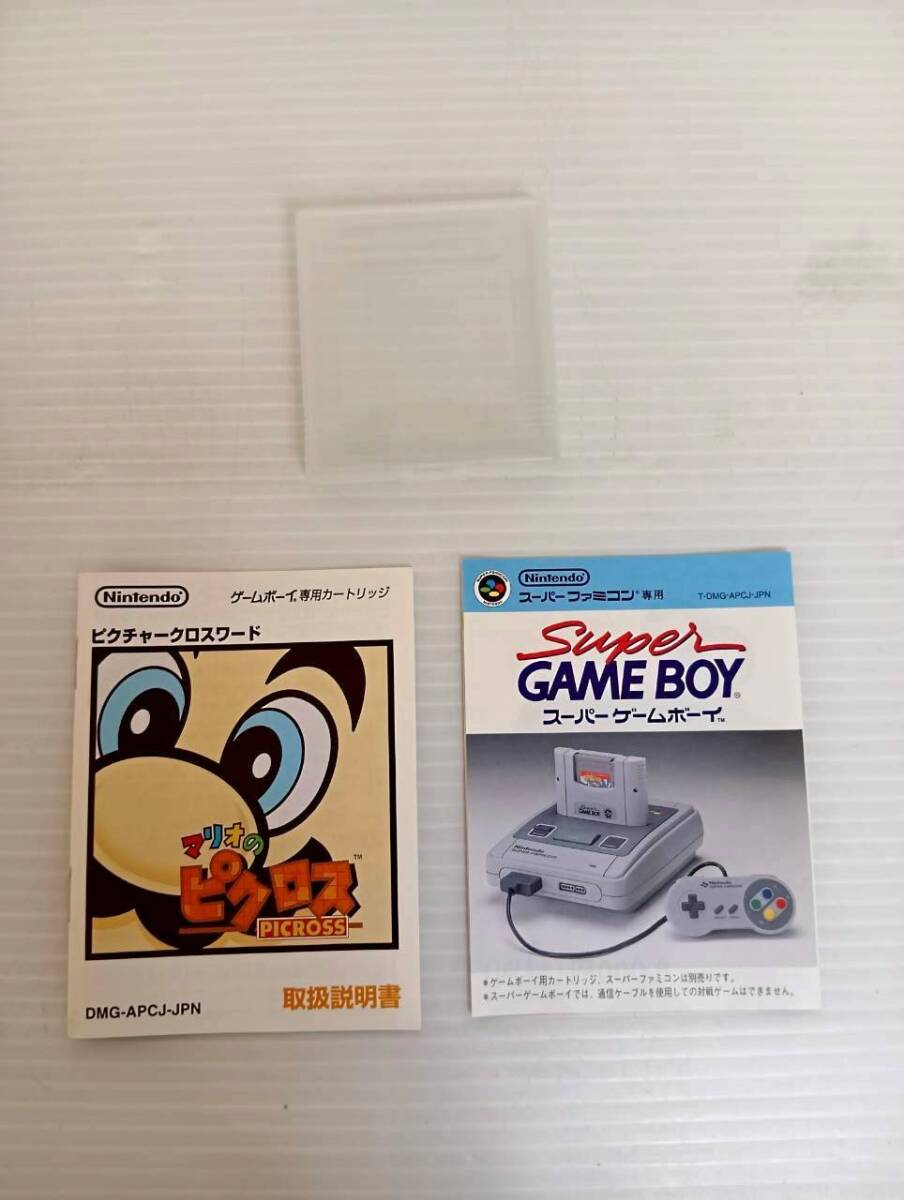 Nintendo
ゲームボーイ専用カートリッジ
ピクチャークロスワード
マリオの
ピクロス™
PICROSS
DMG-APCJ-JPN
取扱説明書
Nintendo
スーパーファミコン®専用
T-DMG-APCJ-JPN
Super
GAME BOY®
スーパーゲームボーイ™
GAME BOY
Nintendo
*ゲームボーイ用カートリッジ、スーパーファミコンは別売りです。
*スーパーゲームボーイでは、通信ケーブルを使用しての対戦ゲームはできません。